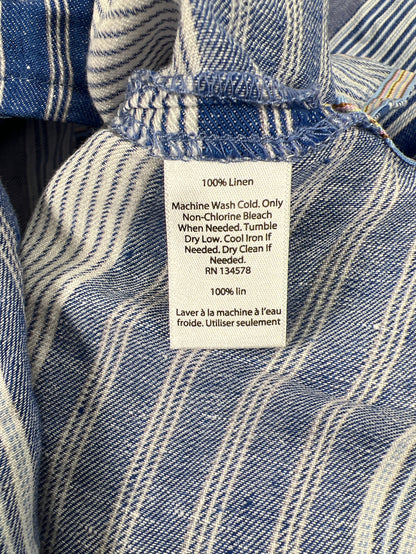 100% Linen
Machine Wash Cold. Only
Non-Chlorine Bleach
When Needed. Tumble
Dry Low. Cool Iron If
Needed. Dry Clean If
Needed.
RN 134578
100% lin
Laver à la machine à l'eau
froide. Utiliser seulement